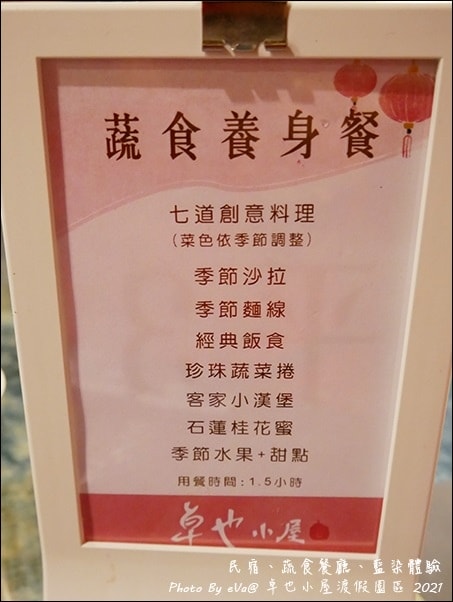 蔬食養身餐
七道創意料理
(菜色依季節調整)
季節沙拉
季節麵線
經典飯食
珍珠蔬菜捲
客家小漢堡
石蓮桂花蜜
季節水果+甜點
用餐時間:1.5小時
卓也小屋
民宿、蔬食餐廳、藍染體驗
Photo By eVa@ 卓也小屋渡假園區 2021